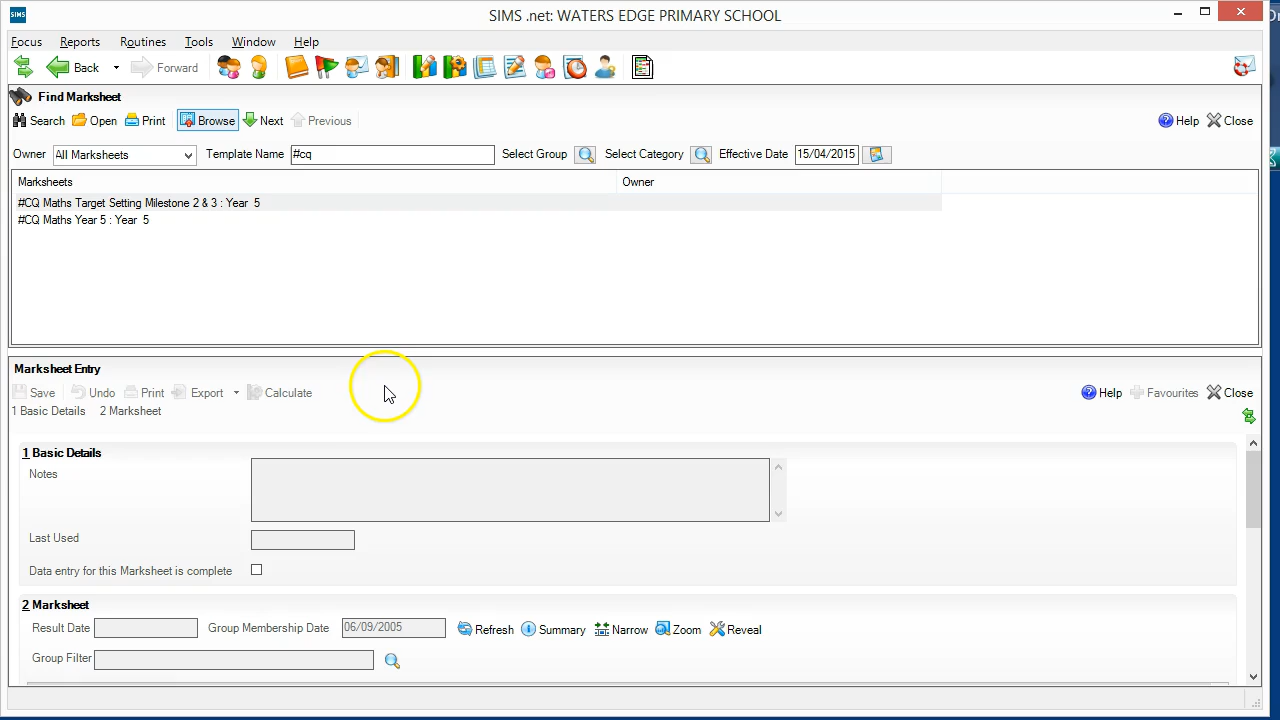 SIMS
SIMS .net: WATERS EDGE PRIMARY SCHOOL
Focus Reports Routines Tools Window Help
Back Forward
Find Marksheet
Search Open Print Browse Next Previous Help Close
Owner All Marksheets Template Name #cq Select Group Select Category Effective Date 15/04/2015
Marksheets Owner
#CQ Maths Target Setting Milestone 2 & 3 : Year 5
#CQ Maths Year 5 : Year 5
Marksheet Entry
Save Undo Print Export Calculate Help Favourites Close
1 Basic Details 2 Marksheet
1 Basic Details
Notes
Last Used
Data entry for this Marksheet is complete
2 Marksheet
Result Date Group Membership Date 06/09/2005 Refresh Summary Narrow Zoom Reveal
Group Filter